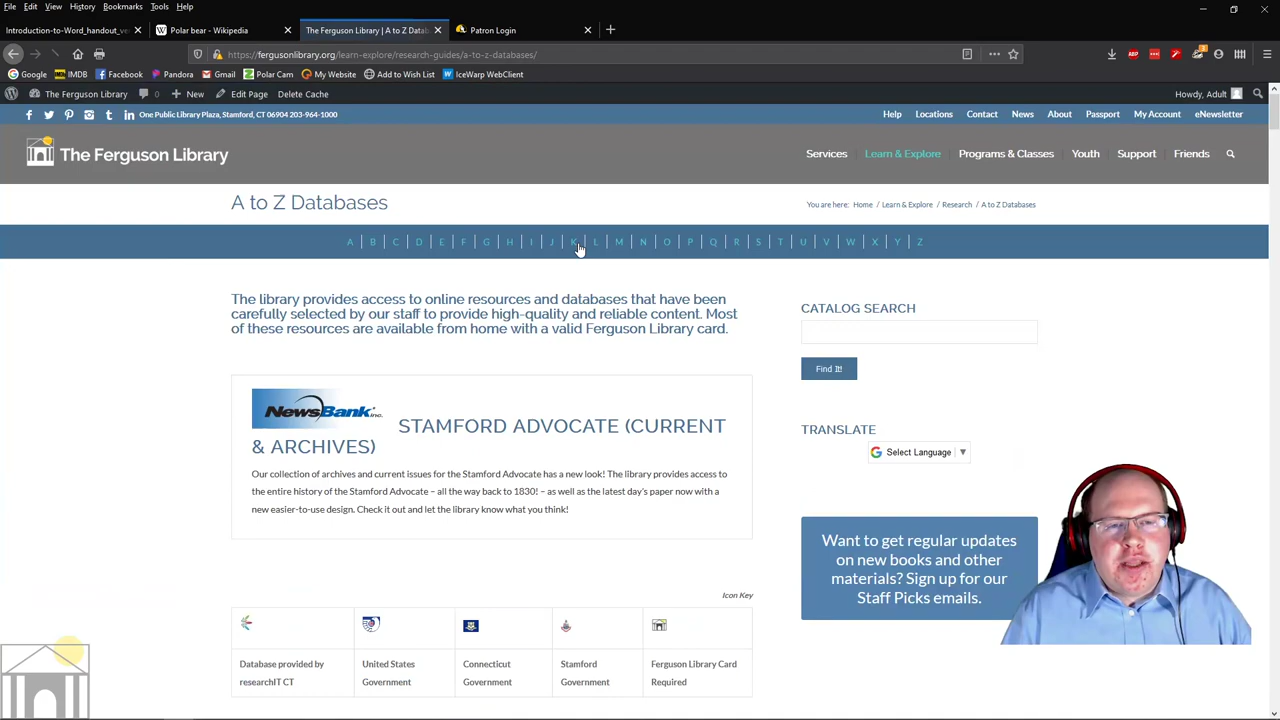 File Edit View History Bookmarks Tools Help
Introduction-to-Word_handout_ve
Polar bear - Wikipedia
The Ferguson Library | A to Z Datab
Patron Login
https://fergusonlibrary.org/learn-explore/research-guides/a-to-z-databases/
Google IMDB Facebook Pandora Gmail Polar Cam My Website Add to Wish List IceWarp WebClient
The Ferguson Library 0 New Edit Page Delete Cache Howdy, Adult
One Public Library Plaza, Stamford, CT 06904 203-964-1000
Help Locations Contact News About Passport My Account eNewsletter
The Ferguson Library
Services Learn & Explore Programs & Classes Youth Support Friends
A to Z Databases
You are here: Home / Learn & Explore / Research / A to Z Databases
A B C D E F G H I J K L M N O P Q R S T U V W X Y Z
The library provides access to online resources and databases that have been
carefully selected by our staff to provide high-quality and reliable content. Most
of these resources are available from home with a valid Ferguson Library card.
NewsBank inc.
STAMFORD ADVOCATE (CURRENT
& ARCHIVES)
Our collection of archives and current issues for the Stamford Advocate has a new look! The library provides access
to the entire history of the Stamford Advocate – all the way back to 1830! – as well as the latest day's paper now with a
new easier-to-use design. Check it out and let the library know what you think!
Icon Key
Database provided by
researchIT CT
United States
Government
Connecticut
Government
Stamford
Government
Ferguson Library Card
Required
CATALOG SEARCH
Find It!
TRANSLATE
Select Language
Want to get regular updates
on new books and other
materials? Sign up for our
Staff Picks emails.